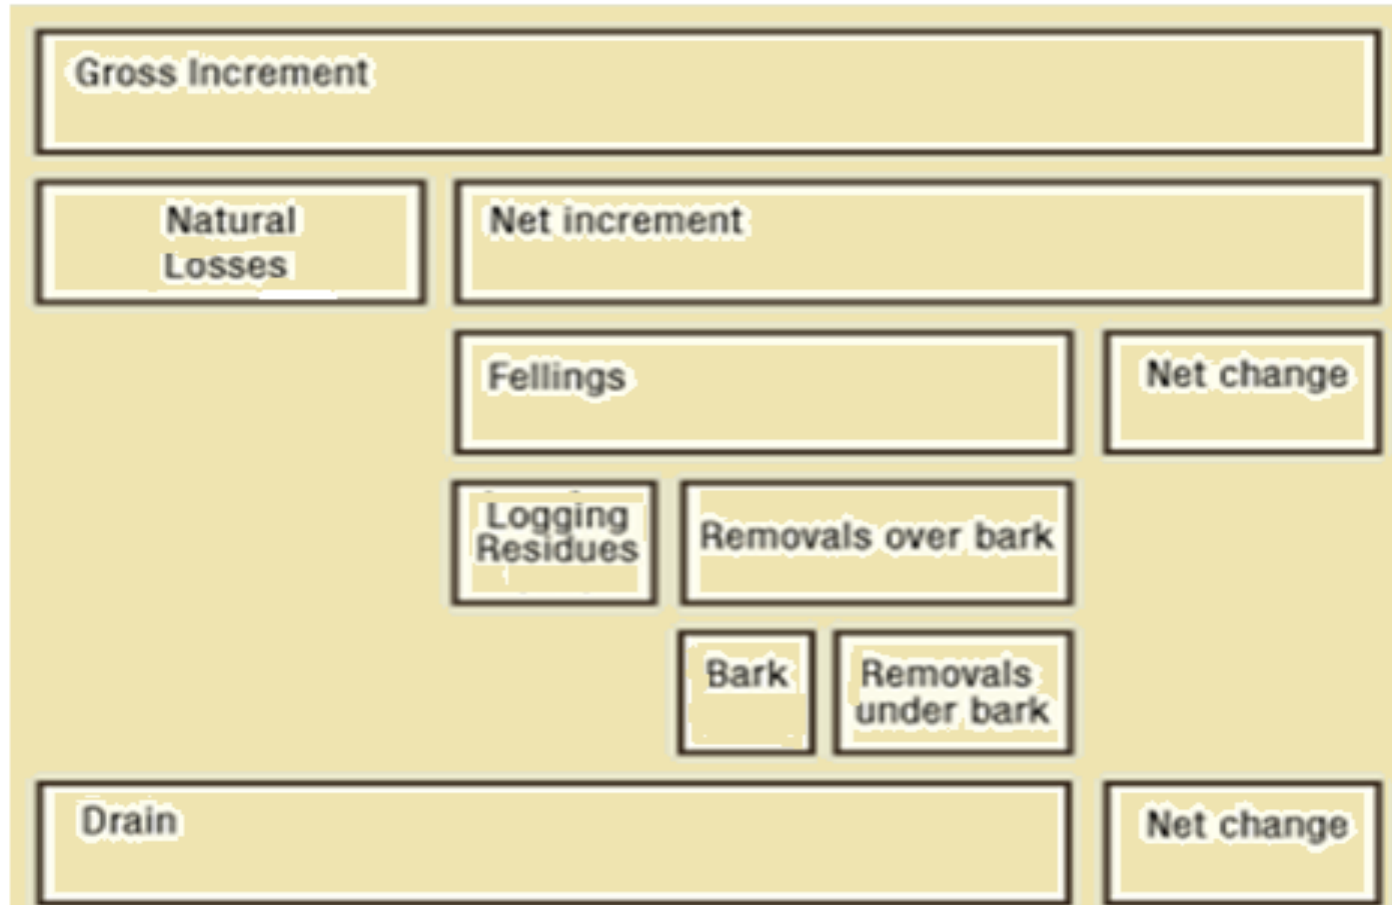 Gross Increment
Natural
Losses
Net increment
Fellings
Net change
Logging
Residues
Removals over bark
Bark
Removals
under bark
Drain
Net change